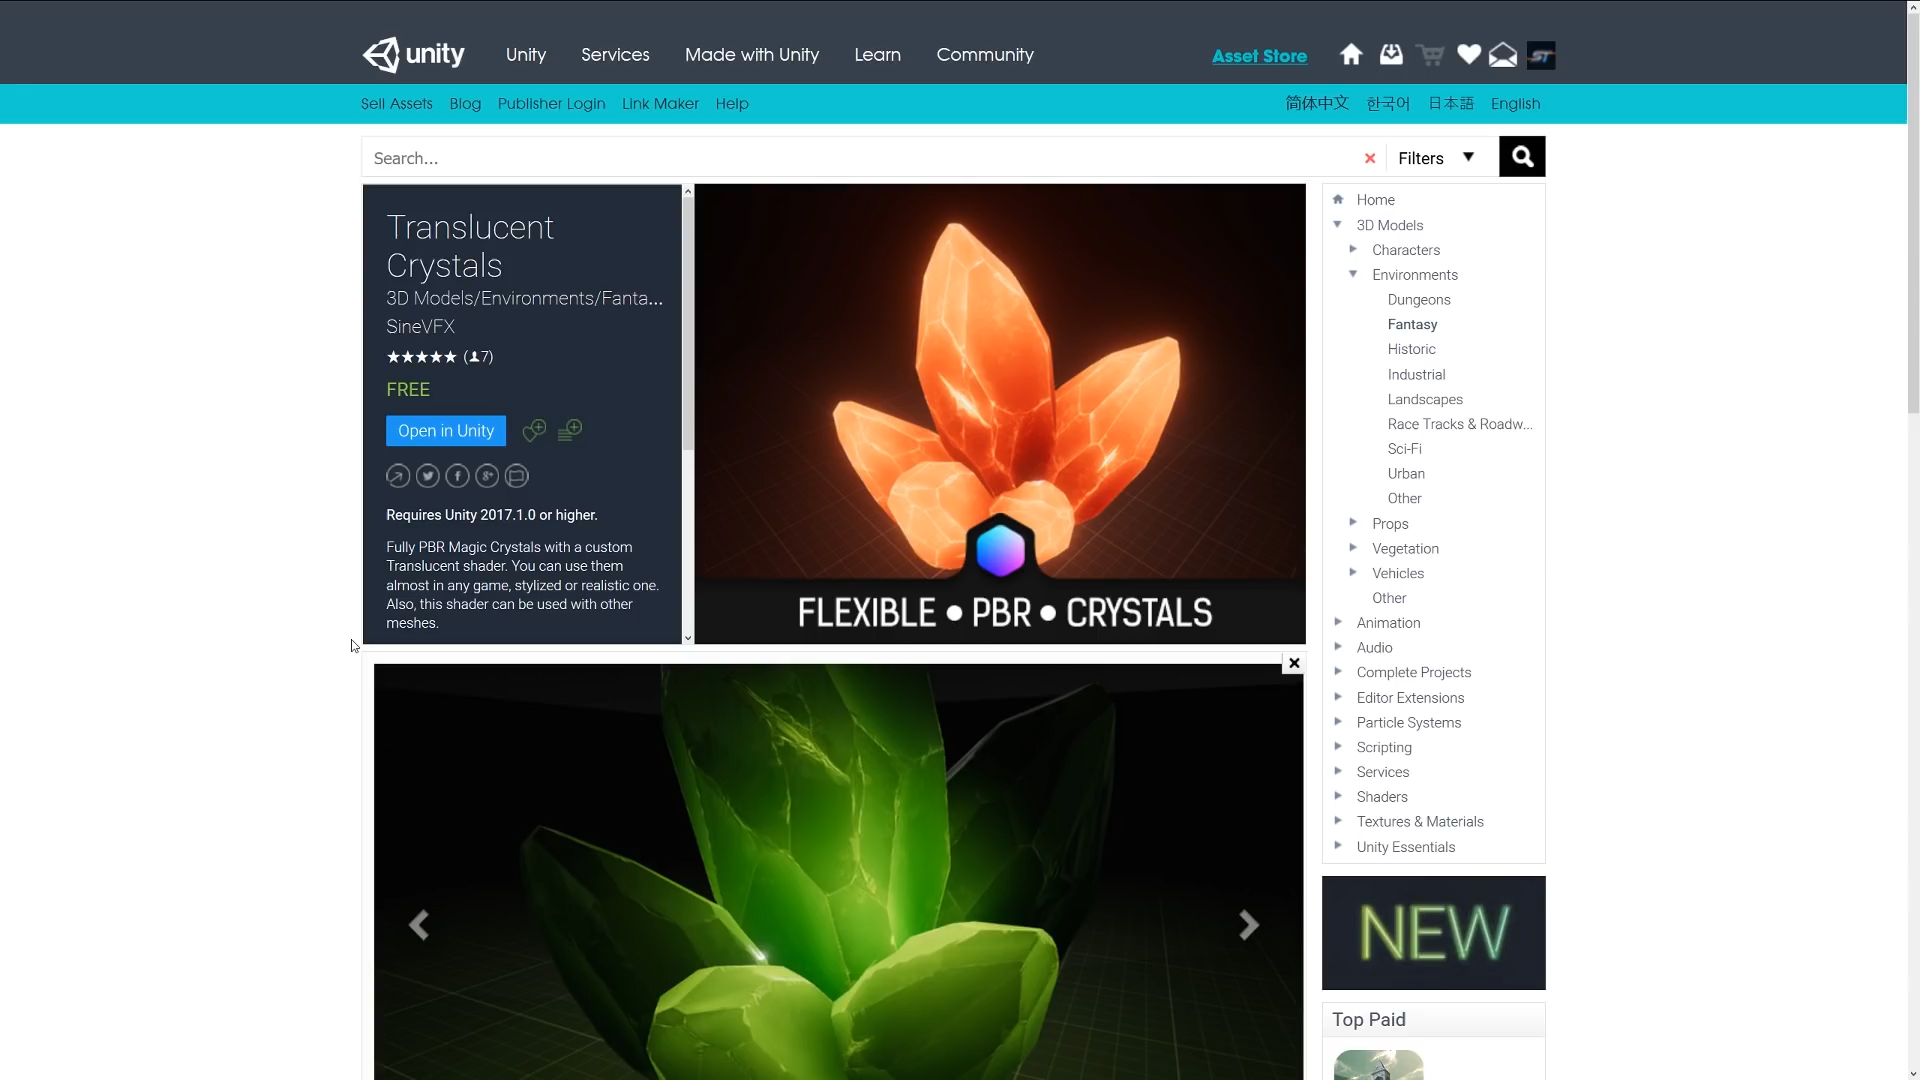 unity
Unity Services Made with Unity Learn Community
Asset Store
ST
Sell Assets Blog Publisher Login Link Maker Help
简体中文 한국어 日本語 English
Search...
Filters
Translucent
Crystals
3D Models/Environments/Fanta...
SineVFX
(7)
FREE
Open in Unity
Requires Unity 2017.1.0 or higher.
Fully PBR Magic Crystals with a custom
Translucent shader. You can use them
almost in any game, stylized or realistic one.
Also, this shader can be used with other
meshes.
FLEXIBLE • PBR • CRYSTALS
Home
3D Models
Characters
Environments
Dungeons
Fantasy
Historic
Industrial
Landscapes
Race Tracks & Roadw...
Sci-Fi
Urban
Other
Props
Vegetation
Vehicles
Other
Animation
Audio
Complete Projects
Editor Extensions
Particle Systems
Scripting
Services
Shaders
Textures & Materials
Unity Essentials
NEW
Top Paid